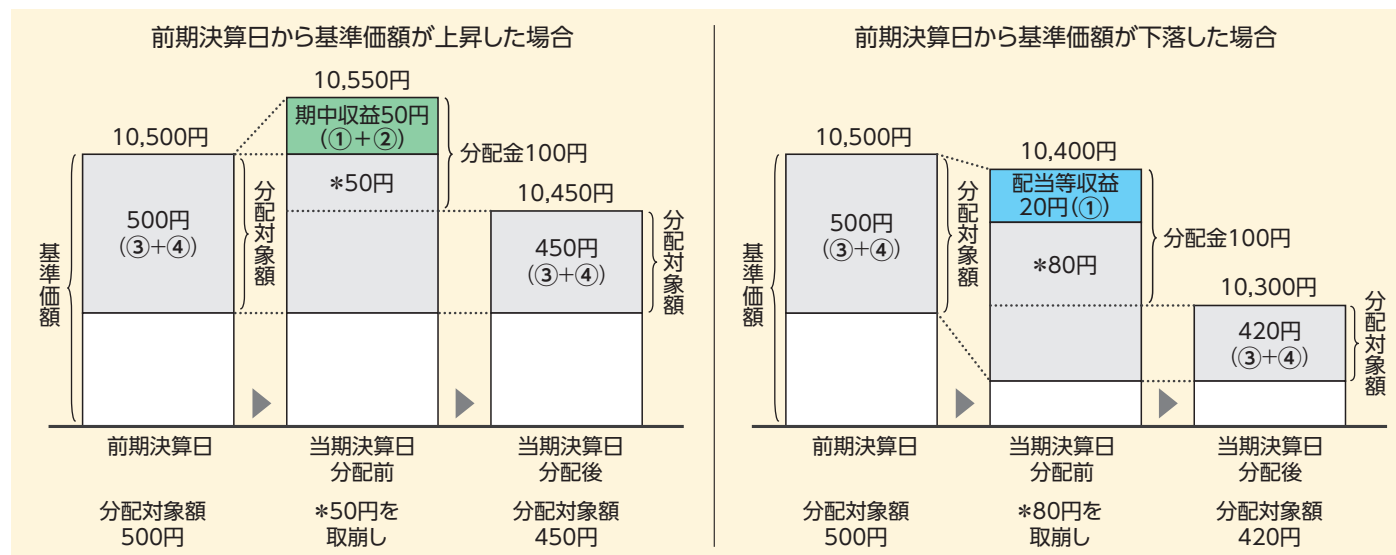 前期決算日から基準価額が上昇した場合
10,500円
10,550円
期中収益50円
(①+②)
分配金100円
*50円
10,450円
500円
(③+④)
分配対象額
450円
(③+④)
分配対象額
基準価額
前期決算日
当期決算日
分配前
当期決算日
分配後
分配対象額
500円
*50円を
取崩し
分配対象額
450円
前期決算日から基準価額が下落した場合
10,500円
10,400円
配当等収益
20円(①)
分配金100円
*80円
10,300円
500円
(③+④)
分配対象額
420円
(③+④)
分配対象額
基準価額
前期決算日
当期決算日
分配前
当期決算日
分配後
分配対象額
500円
*80円を
取崩し
分配対象額
420円